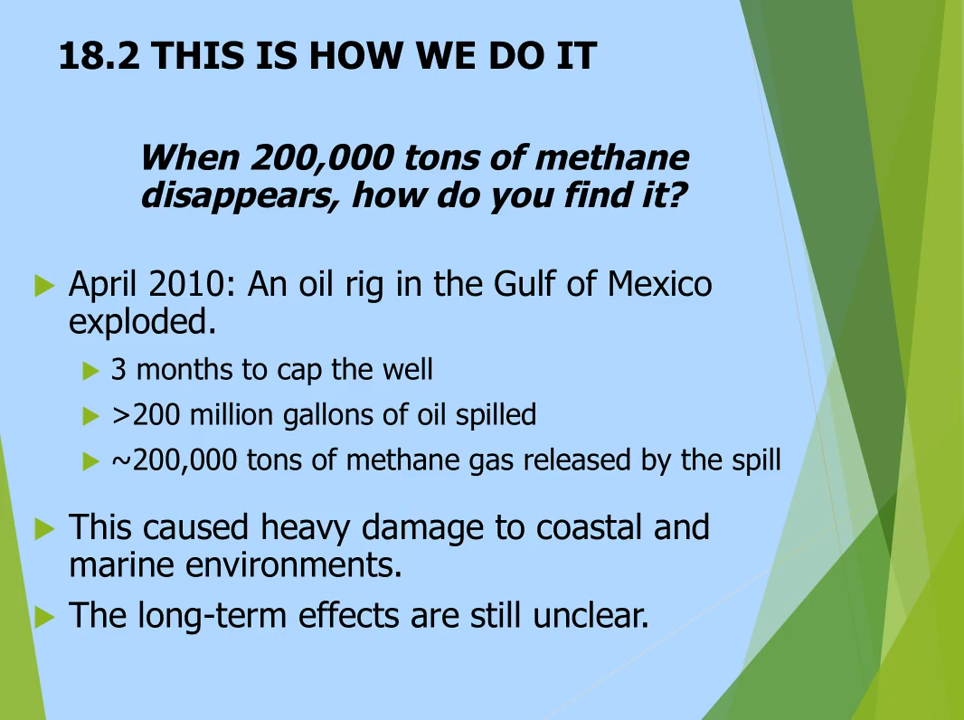 18.2 THIS IS HOW WE DO IT
When 200,000 tons of methane
disappears, how do you find it?
April 2010: An oil rig in the Gulf of Mexico
exploded.
3 months to cap the well
>200 million gallons of oil spilled
~200,000 tons of methane gas released by the spill
This caused heavy damage to coastal and
marine environments.
The long-term effects are still unclear.